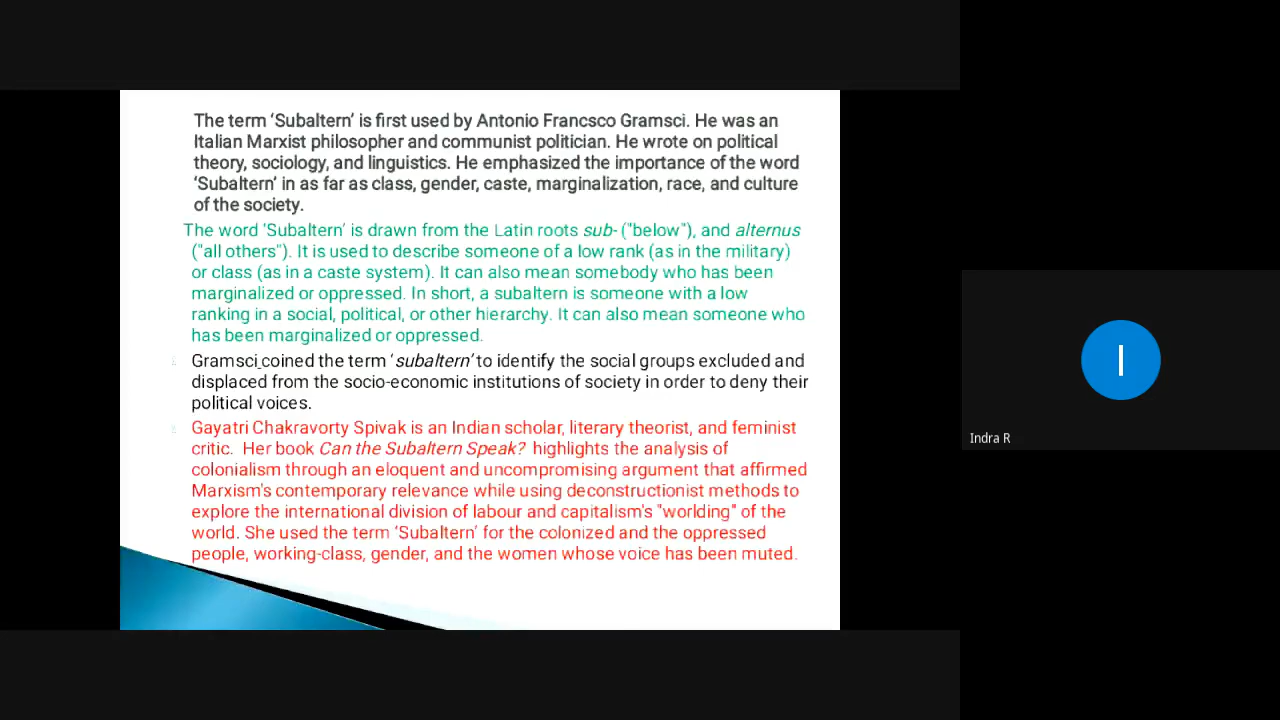 The term ‘Subaltern’ is first used by Antonio Francsco Gramsci. He was an
Italian Marxist philosopher and communist politician. He wrote on political
theory, sociology, and linguistics. He emphasized the importance of the word
‘Subaltern’ in as far as class, gender, caste, marginalization, race, and culture
of the society.
The word ‘Subaltern’ is drawn from the Latin roots sub- ("below"), and alternus
("all others"). It is used to describe someone of a low rank (as in the military)
or class (as in a caste system). It can also mean somebody who has been
marginalized or oppressed. In short, a subaltern is someone with a low
ranking in a social, political, or other hierarchy. It can also mean someone who
has been marginalized or oppressed.
Gramsci coined the term ‘subaltern’ to identify the social groups excluded and
displaced from the socio-economic institutions of society in order to deny their
political voices.
Gayatri Chakravorty Spivak is an Indian scholar, literary theorist, and feminist
critic. Her book Can the Subaltern Speak? highlights the analysis of
colonialism through an eloquent and uncompromising argument that affirmed
Marxism's contemporary relevance while using deconstructionist methods to
explore the international division of labour and capitalism's "worlding" of the
world. She used the term ‘Subaltern’ for the colonized and the oppressed
people, working-class, gender, and the women whose voice has been muted.
I
Indra R